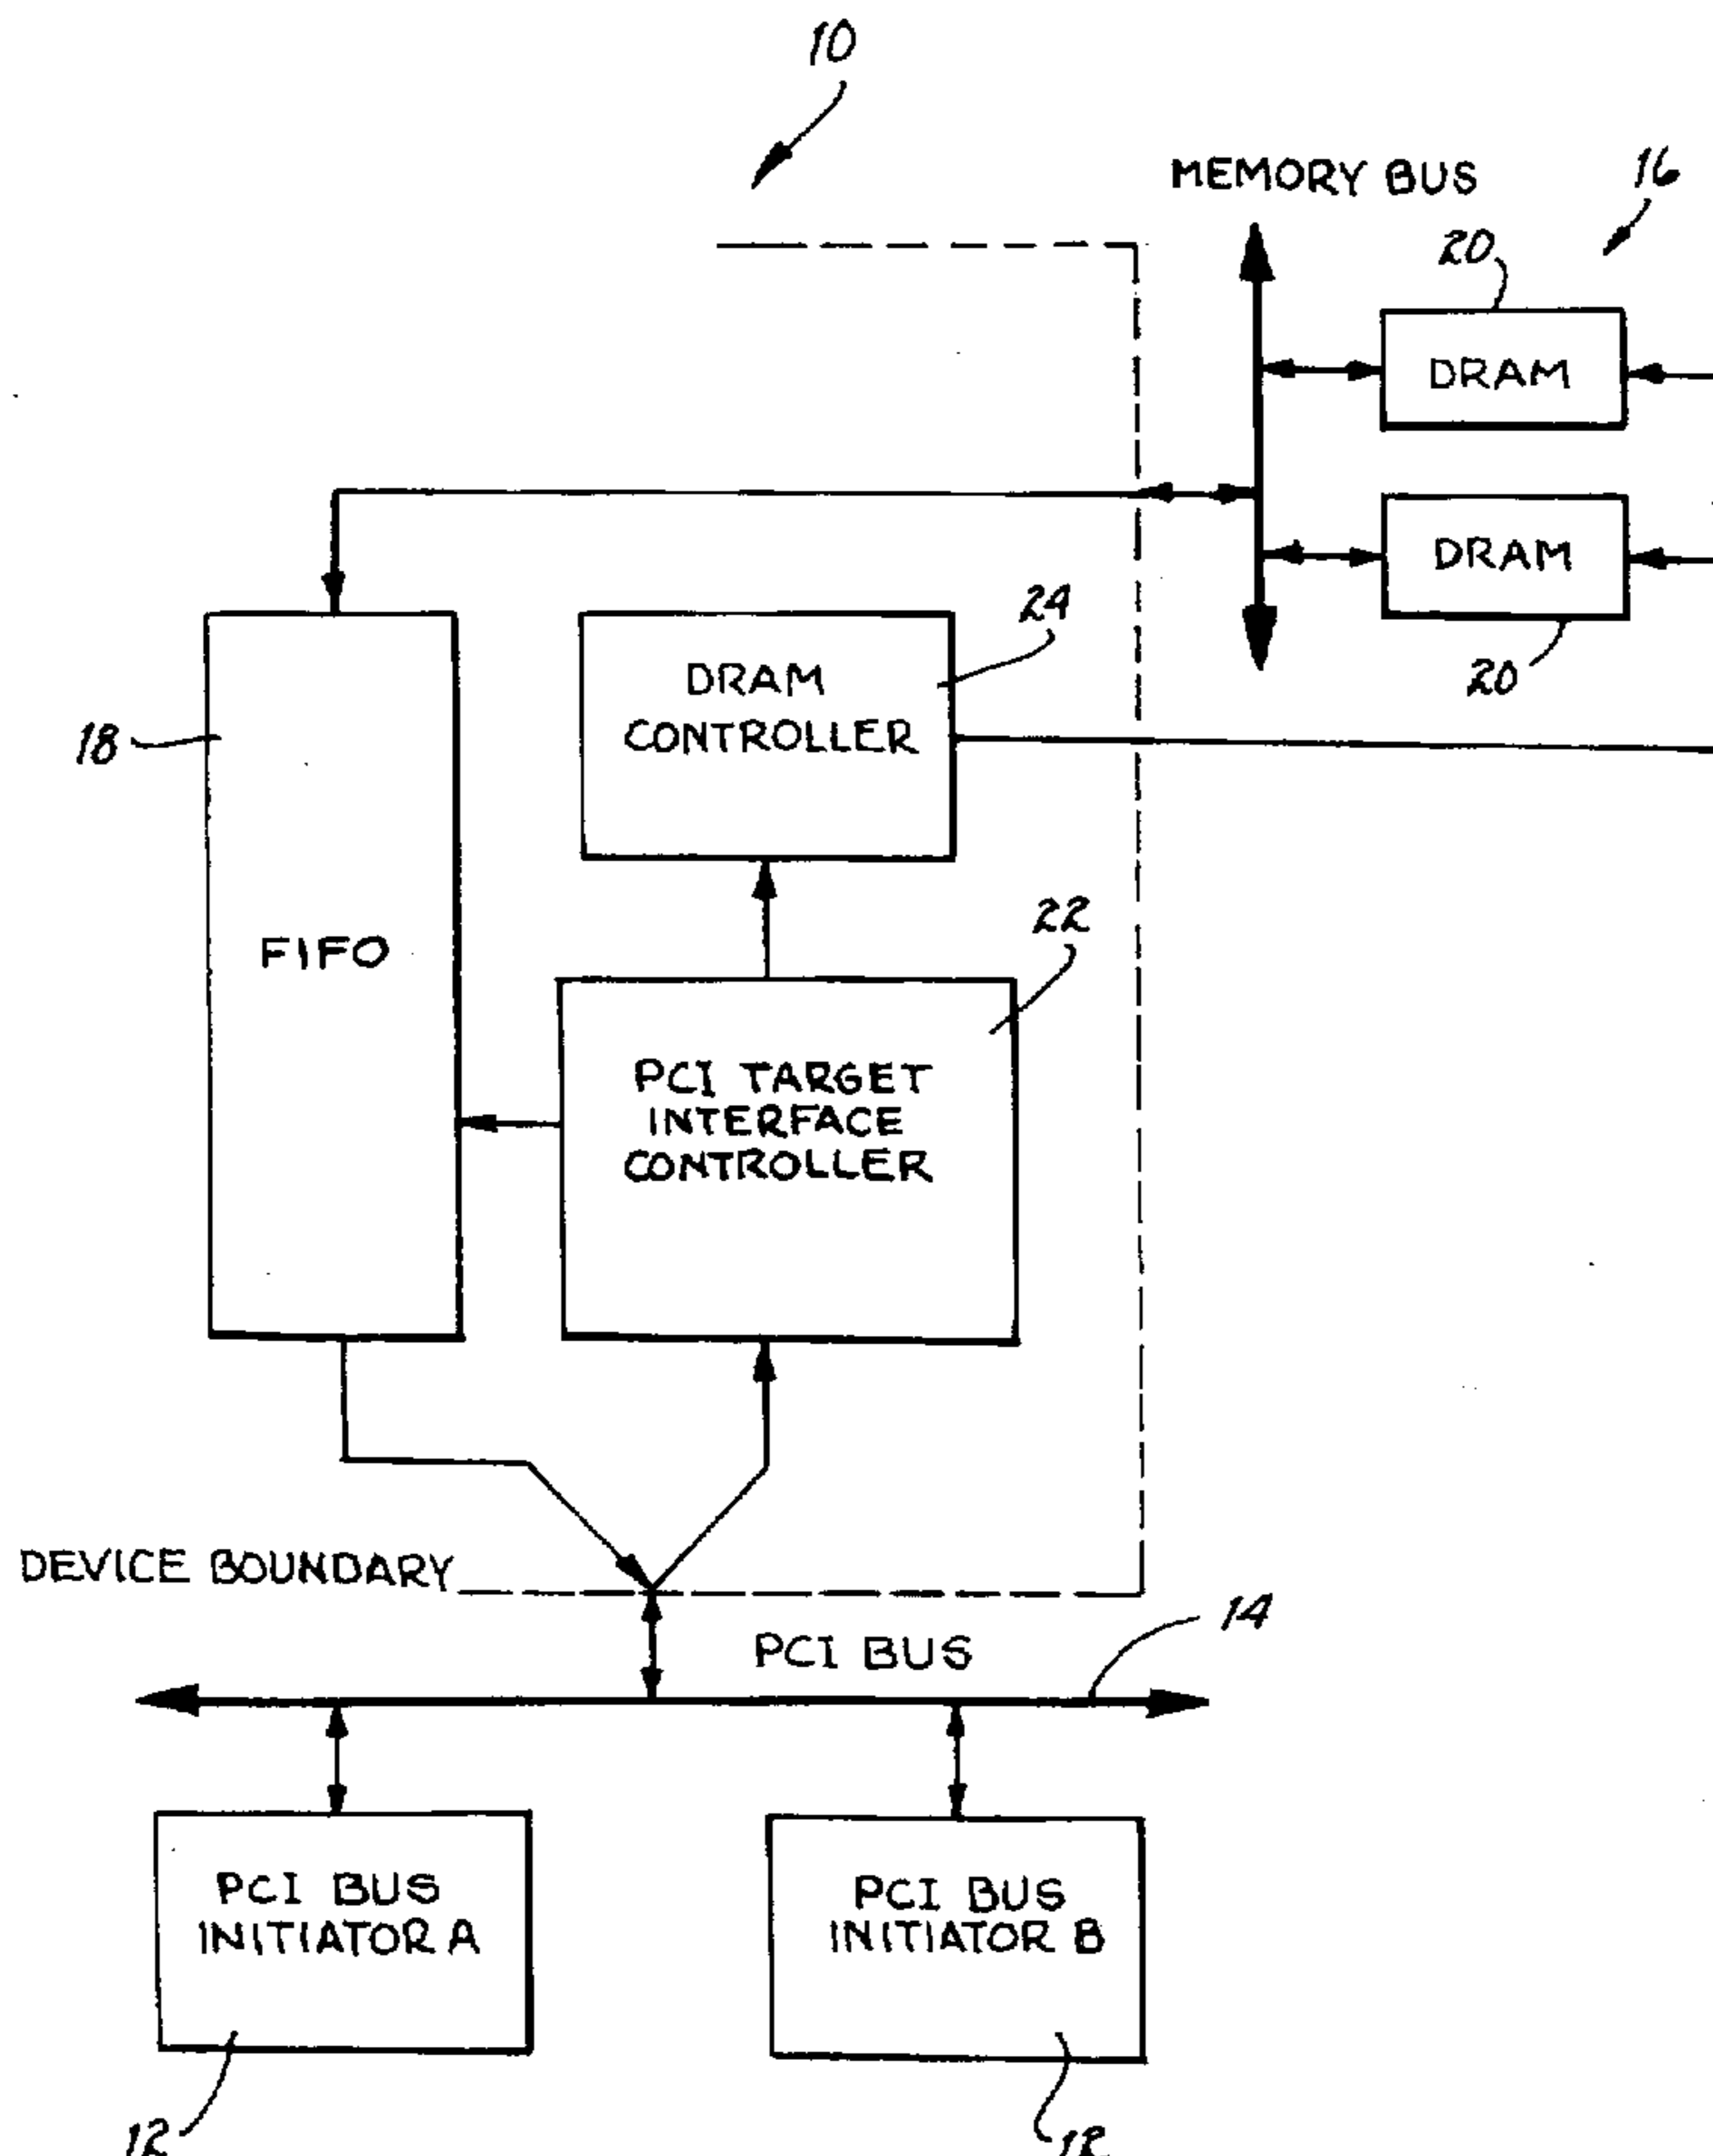 10
MEMORY BUS
16
20
DRAM
DRAM
20
24
DRAM
CONTROLLER
18
FIFO
22
PCI TARGET
INTERFACE
CONTROLLER
DEVICE BOUNDARY
PCI BUS
14
PCI BUS
INITIATOR A
PCI BUS
INITIATOR B
12
12